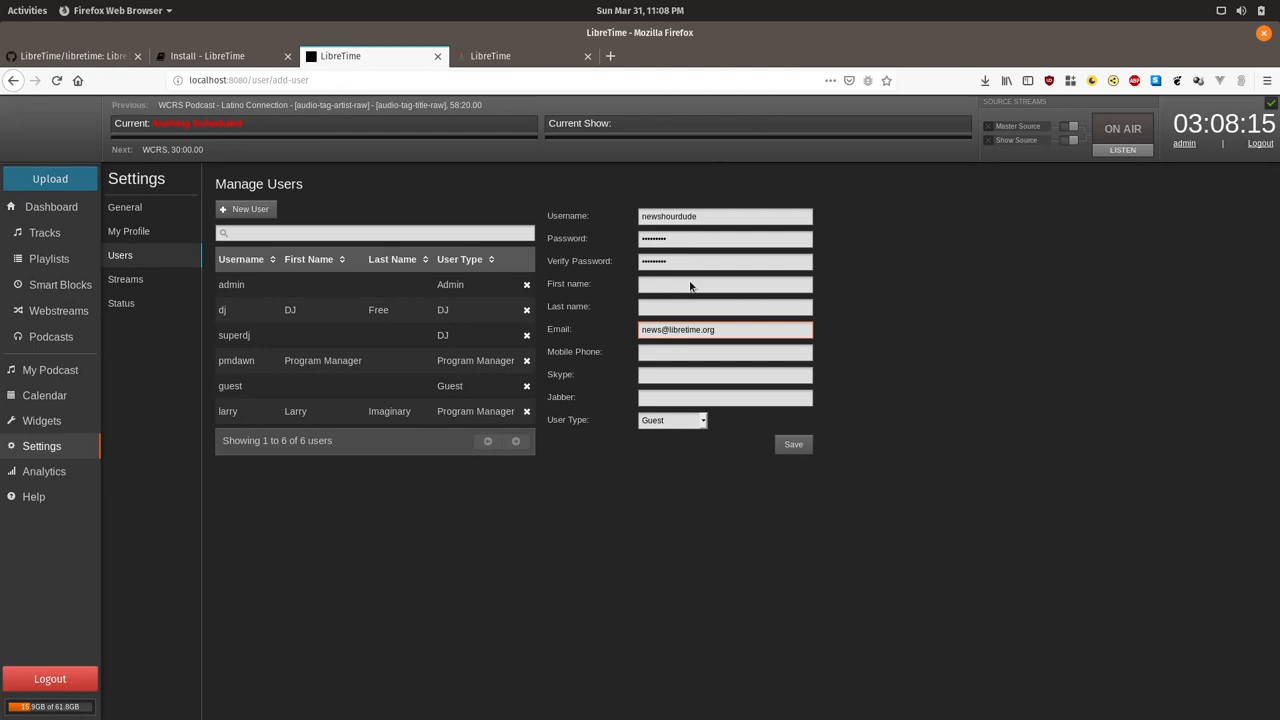 Activities Firefox Web Browser Sun Mar 31, 11:08 PM
LibreTime - Mozilla Firefox
LibreTime/libretime: Libre Install – LibreTime LibreTime LibreTime
localhost:8080/user/add-user
Previous: WCRS Podcast - Latino Connection - [audio-tag-artist-raw] - [audio-tag-title-raw], 58:20.00
SOURCE STREAMS
Current: Nothing Scheduled Current Show:
Master Source
Show Source
ON AIR
LISTEN
03:08:15
admin | Logout
Next: WCRS, 30:00.00
Upload
Dashboard
Tracks
Playlists
Smart Blocks
Webstreams
Podcasts
My Podcast
Calendar
Widgets
Settings
Analytics
Help
Logout
15.9GB of 61.8GB
Settings
General
My Profile
Users
Streams
Status
Manage Users
New User
Username First Name Last Name User Type
admin Admin
dj DJ Free DJ
superdj DJ
pmdawn Program Manager Program Manager
guest Guest
larry Larry Imaginary Program Manager
Showing 1 to 6 of 6 users
Username: newshourdude
Password: •••••••••
Verify Password: •••••••••
First name:
Last name:
Email: news@libretime.org
Mobile Phone:
Skype:
Jabber:
User Type: Guest
Save